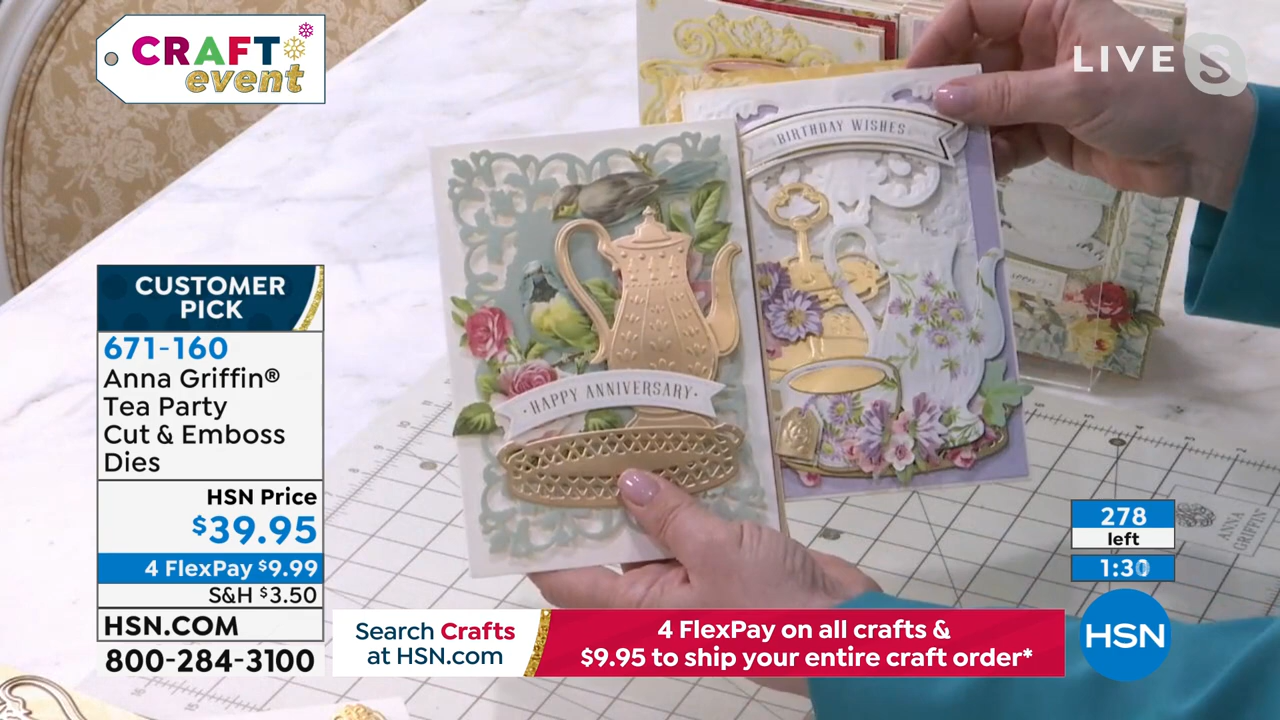 CRAFT
event
LIVE S
BIRTHDAY WISHES
HAPPY ANNIVERSARY
CUSTOMER
PICK
671-160
Anna Griffin®
Tea Party
Cut & Emboss
Dies
HSN Price
$39.95
4 FlexPay $9.99
S&H $3.50
HSN.COM
800-284-3100
Search Crafts
at HSN.com
4 FlexPay on all crafts &
$9.95 to ship your entire craft order*
278
left
1:30
HSN
ANNA
GRIFFIN